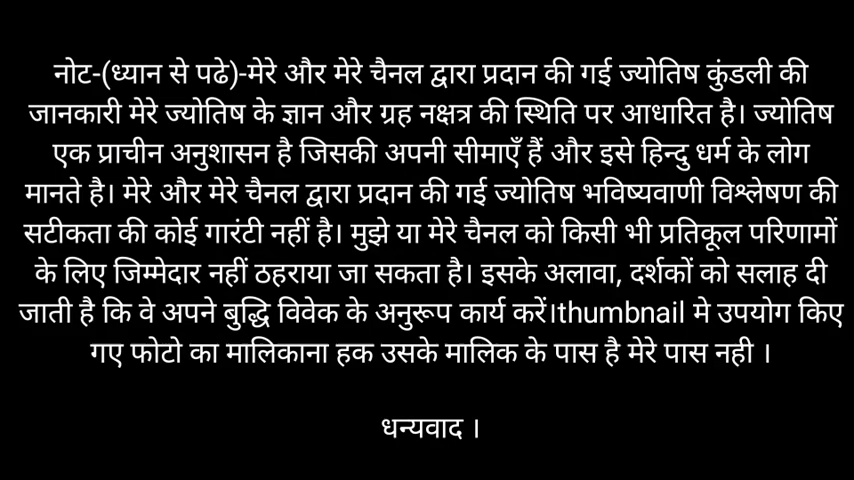 नोट-(ध्यान से पढे)-मेरे और मेरे चैनल द्वारा प्रदान की गई ज्योतिष कुंडली की
जानकारी मेरे ज्योतिष के ज्ञान और ग्रह नक्षत्र की स्थिति पर आधारित है। ज्योतिष
एक प्राचीन अनुशासन है जिसकी अपनी सीमाएँ हैं और इसे हिन्दु धर्म के लोग
मानते है। मेरे और मेरे चैनल द्वारा प्रदान की गई ज्योतिष भविष्यवाणी विश्लेषण की
सटीकता की कोई गारंटी नहीं है। मुझे या मेरे चैनल को किसी भी प्रतिकूल परिणामों
के लिए जिम्मेदार नहीं ठहराया जा सकता है। इसके अलावा, दर्शकों को सलाह दी
जाती है कि वे अपने बुद्धि विवेक के अनुरूप कार्य करें।thumbnail मे उपयोग किए
गए फोटो का मालिकाना हक उसके मालिक के पास है मेरे पास नही ।
धन्यवाद ।